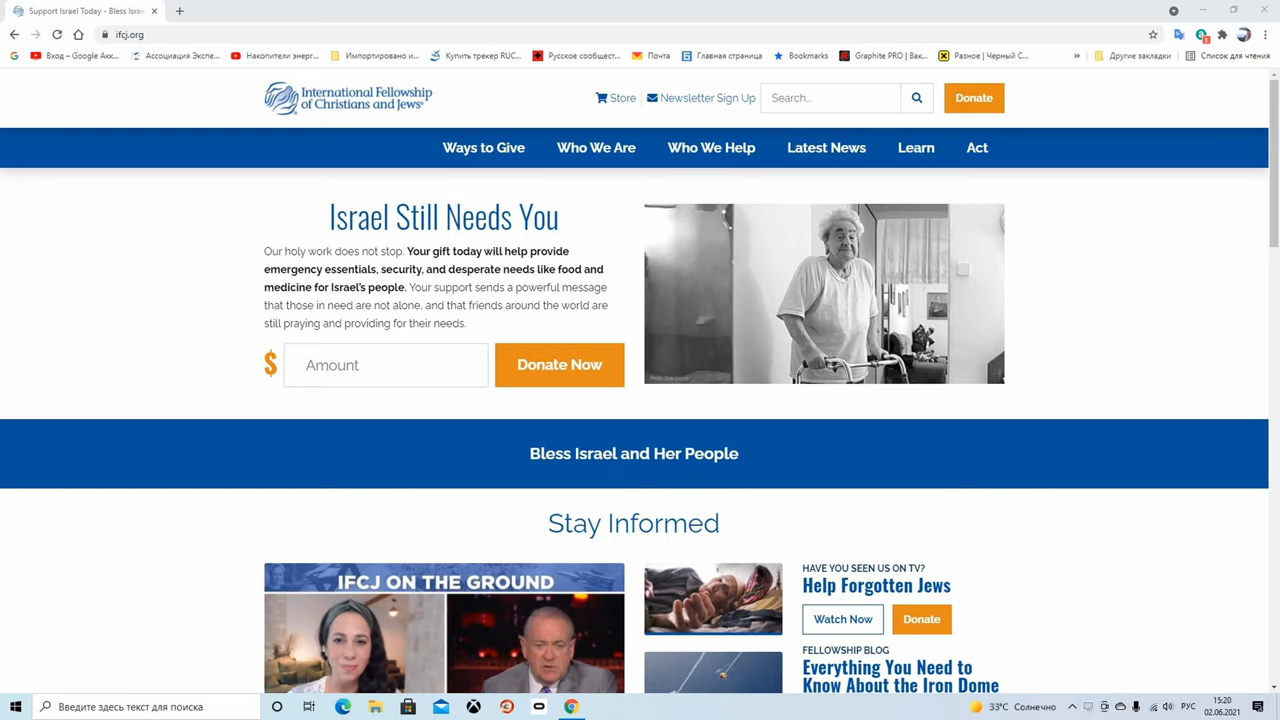 Support Israel Today - Bless Isra
ifcj.org
Вход – Google Акк...
Ассоциация Экспе...
Накопители энерг...
Импортировано и...
Купить трекер RUC...
Русское сообщест...
Почта
Главная страница
Bookmarks
Graphite PRO | Вак...
Разное | Черный С...
»
Другие закладки
Список для чтения
International Fellowship
of Christians and Jews®
Store
Newsletter Sign Up
Search...
Donate
Ways to Give
Who We Are
Who We Help
Latest News
Learn
Act
Israel Still Needs You
Our holy work does not stop. Your gift today will help provide
emergency essentials, security, and desperate needs like food and
medicine for Israel's people. Your support sends a powerful message
that those in need are not alone, and that friends around the world are
still praying and providing for their needs.
$ Amount
Donate Now
Bless Israel and Her People
Stay Informed
IFCJ ON THE GROUND
HAVE YOU SEEN US ON TV?
Help Forgotten Jews
Watch Now
Donate
FELLOWSHIP BLOG
Everything You Need to
Know About the Iron Dome
Введите здесь текст для поиска
33°C Солнечно
РУС
15:20
02.06.2021